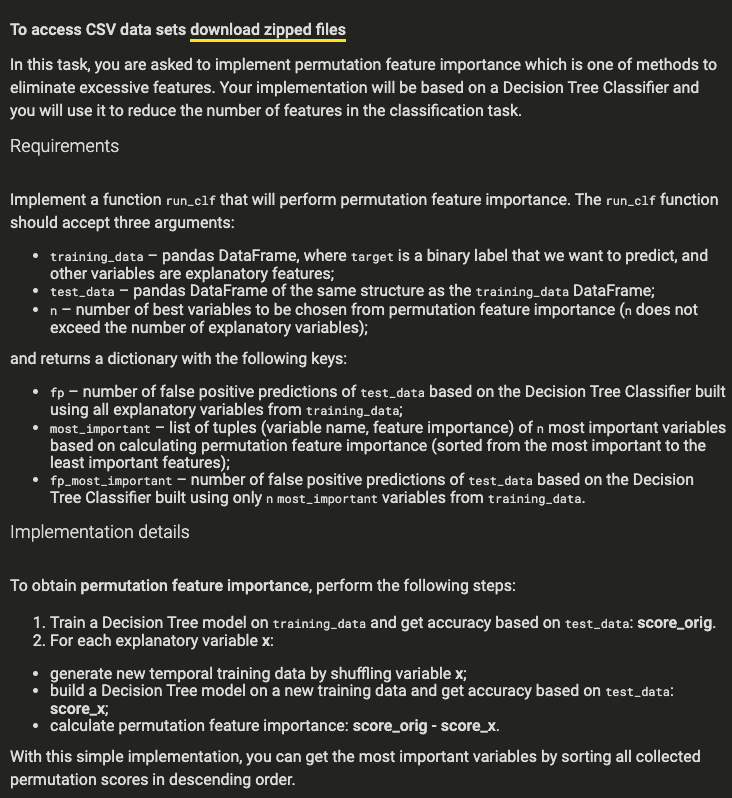 To access CSV data sets download zipped files
In this task, you are asked to implement permutation feature importance which is one of methods to
eliminate excessive features. Your implementation will be based on a Decision Tree Classifier and
you will use it to reduce the number of features in the classification task.
Requirements
Implement a function run_clf that will perform permutation feature importance. The run_clf function
should accept three arguments:
• training_data – pandas DataFrame, where target is a binary label that we want to predict, and
other variables are explanatory features;
• test_data – pandas DataFrame of the same structure as the training_data DataFrame;
• n – number of best variables to be chosen from permutation feature importance (n does not
exceed the number of explanatory variables);
and returns a dictionary with the following keys:
• fp – number of false positive predictions of test_data based on the Decision Tree Classifier built
using all explanatory variables from training_data;
• most_important – list of tuples (variable name, feature importance) of n most important variables
based on calculating permutation feature importance (sorted from the most important to the
least important features);
• fp_most_important – number of false positive predictions of test_data based on the Decision
Tree Classifier built using only n most_important variables from training_data.
Implementation details
To obtain permutation feature importance, perform the following steps:
1. Train a Decision Tree model on training_data and get accuracy based on test_data: score_orig.
2. For each explanatory variable x:
• generate new temporal training data by shuffling variable x;
• build a Decision Tree model on a new training data and get accuracy based on test_data:
score_x;
• calculate permutation feature importance: score_orig - score_x.
With this simple implementation, you can get the most important variables by sorting all collected
permutation scores in descending order.